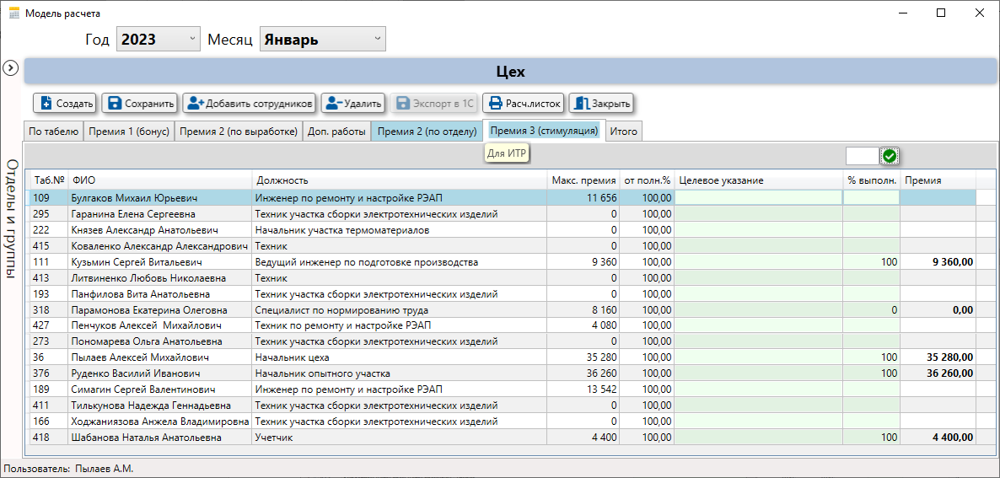 Модель расчета
Год 2023 Месяц Январь
Цех
Создать Сохранить Добавить сотрудников Удалить Экспорт в 1С Расч.листок Закрыть
По табелю Премия 1 (бонус) Премия 2 (по выработке) Доп. работы Премия 2 (по отделу) Премия 3 (стимуляция) Итого
Для ИТР
Отделы и группы
Таб.№ ФИО Должность Макс. премия от полн.% Целевое указание % выполн. Премия
109 Булгаков Михаил Юрьевич Инженер по ремонту и настройке РЭАП 11 656 100,00
295 Гаранина Елена Сергеевна Техник участка сборки электротехнических изделий 0 100,00
222 Князев Александр Анатольевич Начальник участка термоматериалов 0 100,00
415 Коваленко Александр Александрович Техник 0 100,00
111 Кузьмин Сергей Витальевич Ведущий инженер по подготовке производства 9 360 100,00 100 9 360,00
413 Литвиненко Любовь Николаевна Техник 0 100,00
193 Панфилова Вита Анатольевна Техник участка сборки электротехнических изделий 0 100,00
318 Парамонова Екатерина Олеговна Специалист по нормированию труда 8 160 100,00 0 0,00
427 Пенчуков Алексей Михайлович Техник по ремонту и настройке РЭАП 4 080 100,00
273 Пономарева Ольга Анатольевна Техник участка сборки электротехнических изделий 0 100,00
36 Пылаев Алексей Михайлович Начальник цеха 35 280 100,00 100 35 280,00
376 Руденко Василий Иванович Начальник опытного участка 36 260 100,00 100 36 260,00
189 Симагин Сергей Валентинович Инженер по ремонту и настройке РЭАП 13 542 100,00
411 Тилькунова Надежда Геннадьевна Техник участка сборки электротехнических изделий 0 100,00
166 Ходжаниязова Анжела Владимировна Техник участка сборки электротехнических изделий 0 100,00
418 Шабанова Наталья Анатольевна Учетчик 4 400 100,00 100 4 400,00
Пользователь: Пылаев А.М.